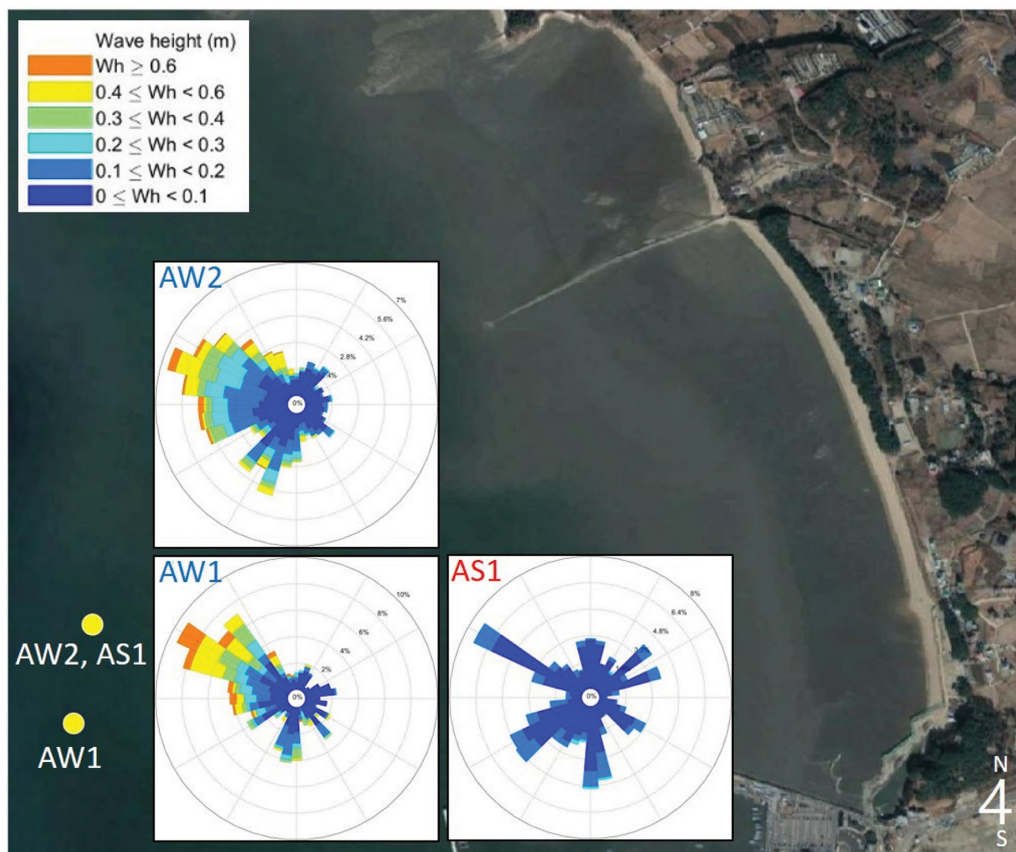 Wave height (m)
Wh ≥ 0.6
0.4 ≤ Wh < 0.6
0.3 ≤ Wh < 0.4
0.2 ≤ Wh < 0.3
0.1 ≤ Wh < 0.2
0 ≤ Wh < 0.1
AW2
7%
5.6%
4.2%
2.8%
0%
AW1
10%
8%
6%
4%
2%
0%
AS1
8%
6.4%
4.8%
0%
AW2, AS1
AW1
N
S